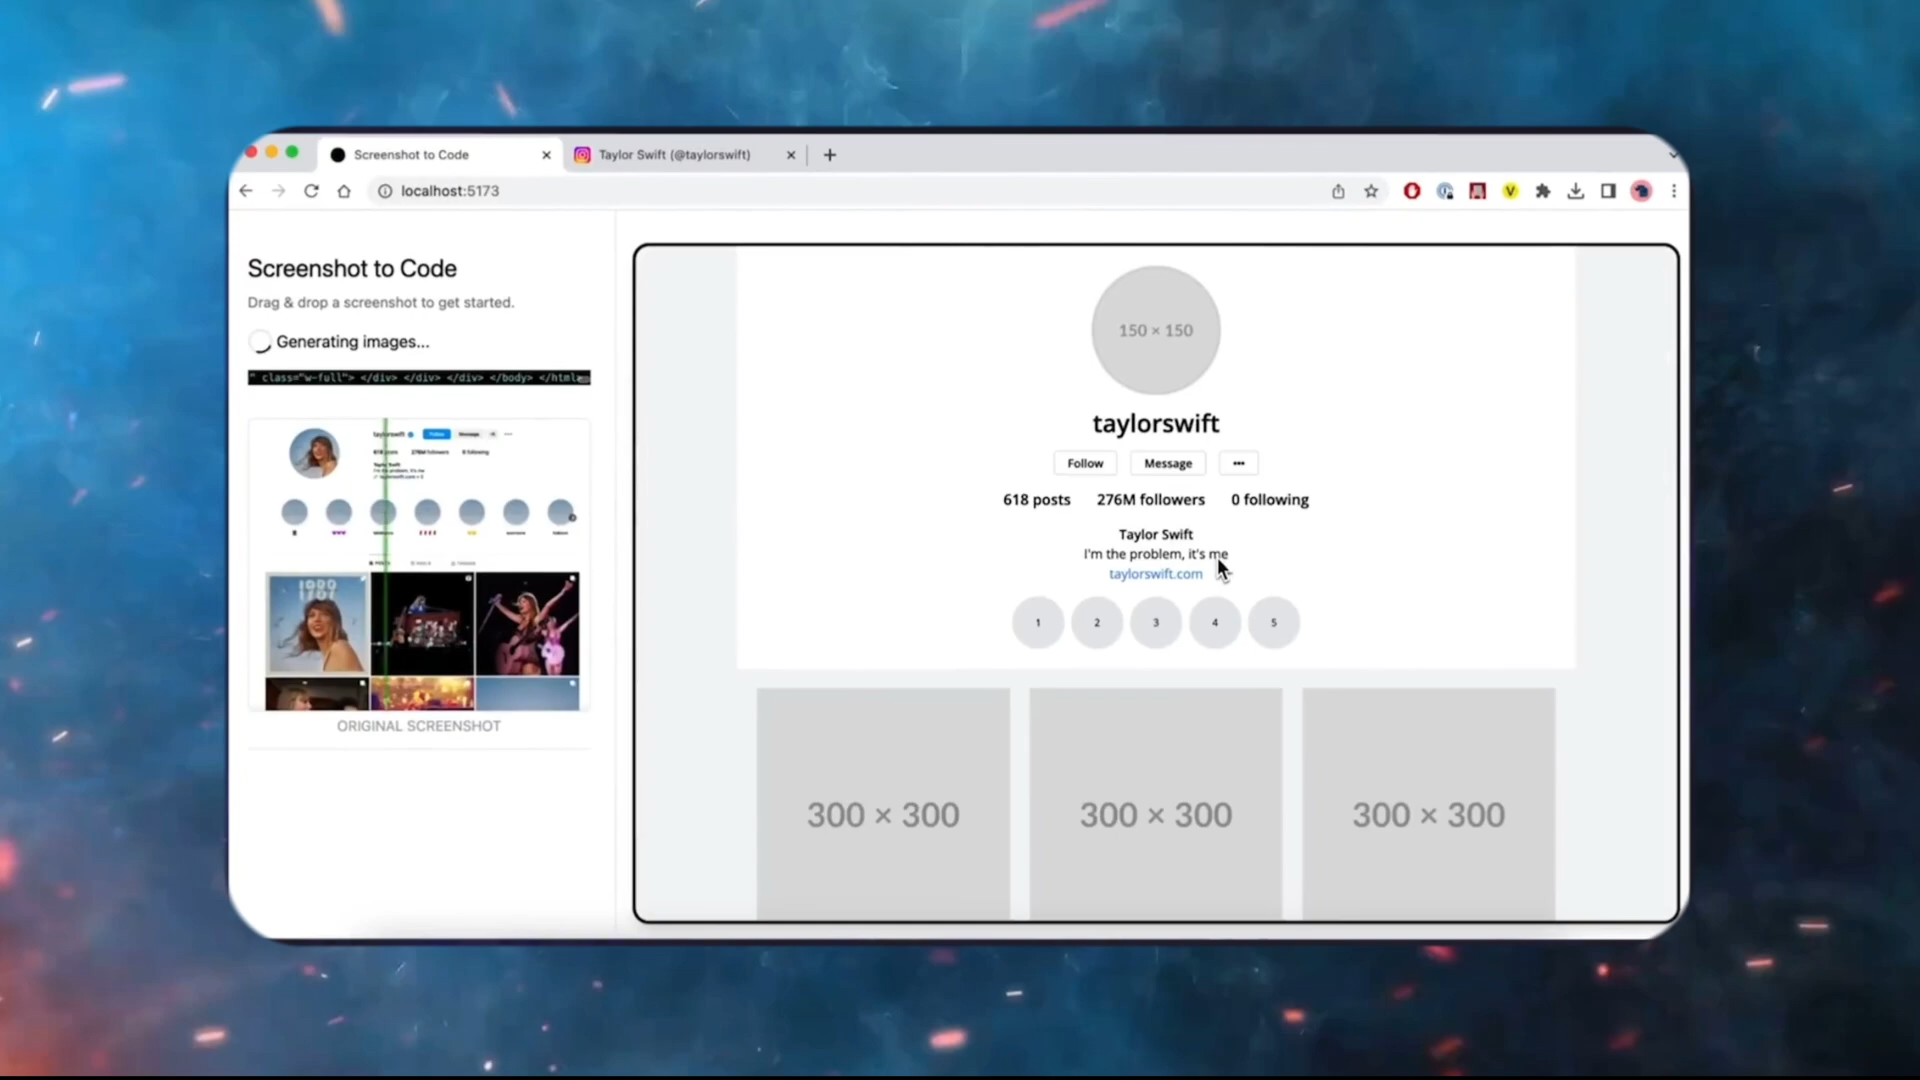 Screenshot to Code
Taylor Swift (@taylorswift)
localhost:5173
Screenshot to Code
Drag & drop a screenshot to get started.
Generating images...
" class="w-full"> </div> </div> </div> </body> </html>
Follow
Message
ORIGINAL SCREENSHOT
150 × 150
taylorswift
Follow Message
618 posts 276M followers 0 following
Taylor Swift
I'm the problem, it's me
taylorswift.com
1 2 3 4 5
300 × 300 300 × 300 300 × 300